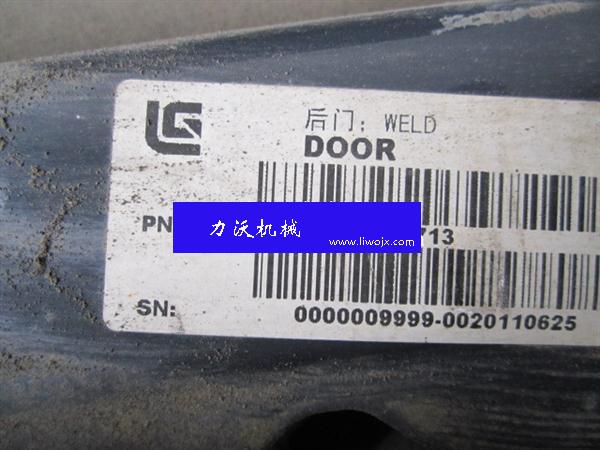 LG
后门：WELD
DOOR
PN
713
力沃机械
www.liwojx.com
SN:
0000009999-0020110625